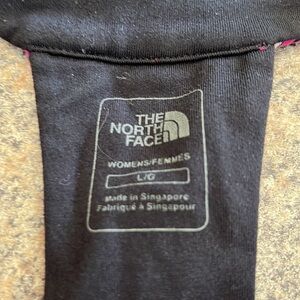 THE
NORTH
FACE
WOMENS/FEMMES
L/G
Made in Singapore
Fabriqué à Singapour